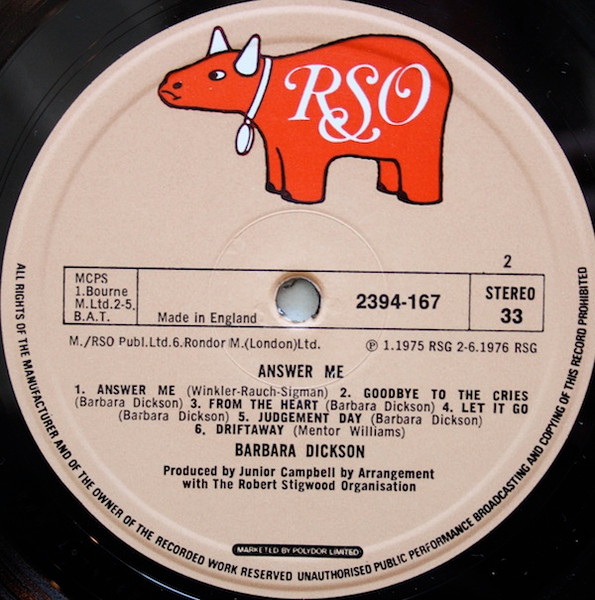 RSO
2
MCPS
1.Bourne
M.Ltd.2-5.
B.A.T.
Made in England
2394-167
STEREO
33
M./RSO Publ.Ltd.6.Rondor M.(London)Ltd.
℗ 1.1975 RSG 2-6.1976 RSG
ANSWER ME
1. ANSWER ME (Winkler-Rauch-Sigman) 2. GOODBYE TO THE CRIES
(Barbara Dickson) 3. FROM THE HEART (Barbara Dickson) 4. LET IT GO
(Barbara Dickson) 5. JUDGEMENT DAY (Barbara Dickson)
6. DRIFTAWAY (Mentor Williams)
BARBARA DICKSON
Produced by Junior Campbell by Arrangement
with The Robert Stigwood Organisation
MARKETED BY POLYDOR LIMITED
ALL RIGHTS OF THE MANUFACTURER AND OF THE OWNER OF THE RECORDED WORK RESERVED UNAUTHORISED PUBLIC PERFORMANCE BROADCASTING AND COPYING OF THIS RECORD PROHIBITED